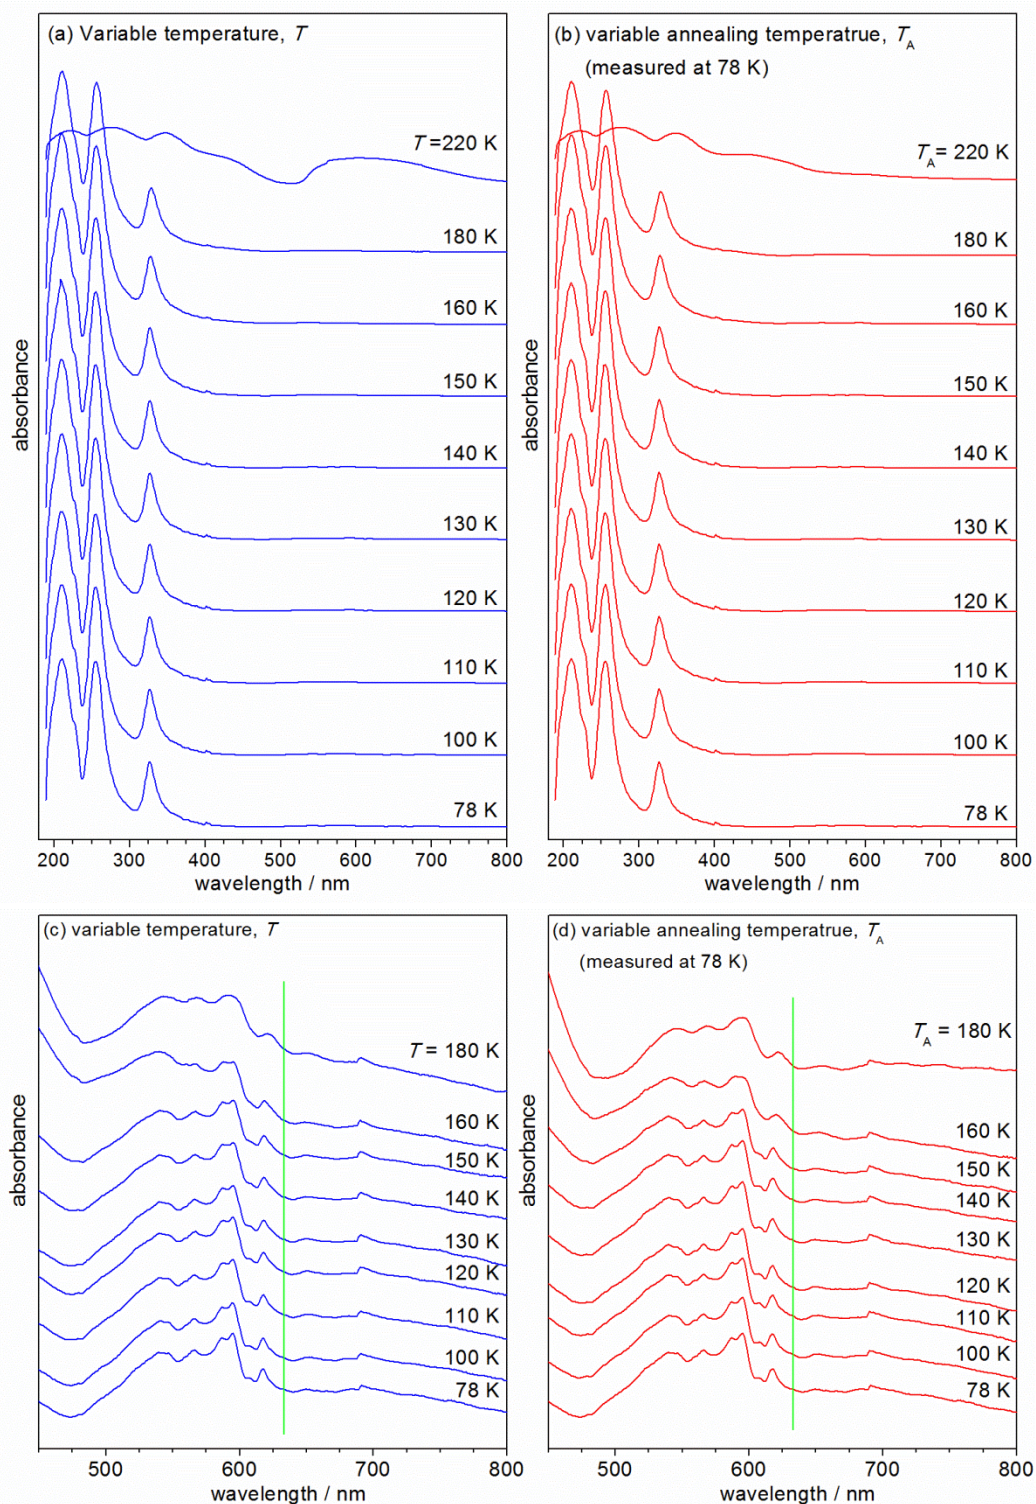 (a) Variable temperature, T
T =220 K
180 K
160 K
150 K
140 K
130 K
120 K
110 K
100 K
78 K
absorbance
200 300 400 500 600 700 800
wavelength / nm
(b) variable annealing temperatrue, T_A
(measured at 78 K)
T_A = 220 K
180 K
160 K
150 K
140 K
130 K
120 K
110 K
100 K
78 K
absorbance
200 300 400 500 600 700 800
wavelength / nm
(c) variable temperature, T
T = 180 K
160 K
150 K
140 K
130 K
120 K
110 K
100 K
78 K
absorbance
500 600 700 800
wavelength / nm
(d) variable annealing temperatrue, T_A
(measured at 78 K)
T_A = 180 K
160 K
150 K
140 K
130 K
120 K
110 K
100 K
78 K
absorbance
500 600 700 800
wavelength / nm